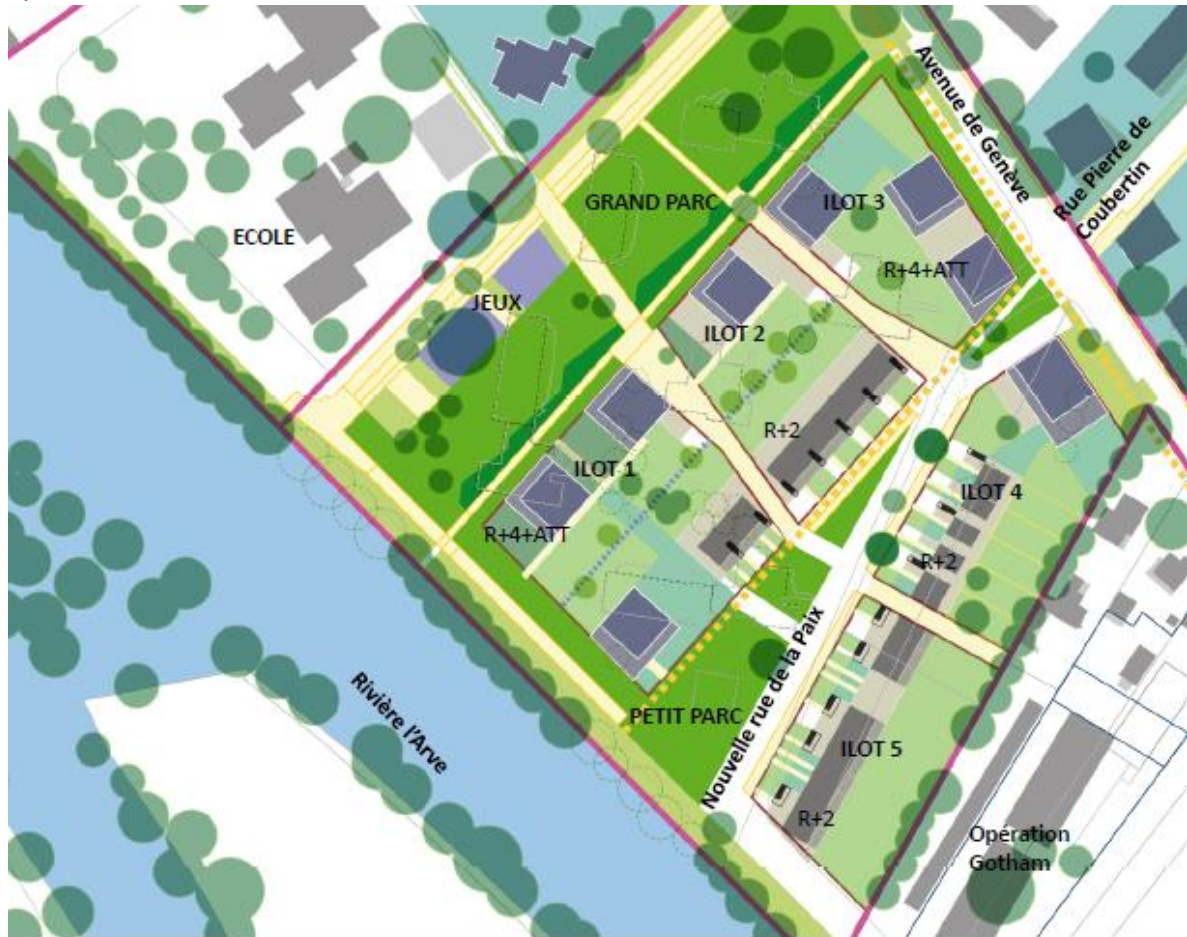 Avenue de Genève
Rue Pierre de
Coubertin
GRAND PARC
ILOT 3
ECOLE
R+4+ATT
JEUX
ILOT 2
R+2
ILOT 1
ILOT 4
R+4+ATT
R+2
Nouvelle rue de la Paix
Rivière l'Arve
PETIT PARC
ILOT 5
R+2
Opération
Gotham